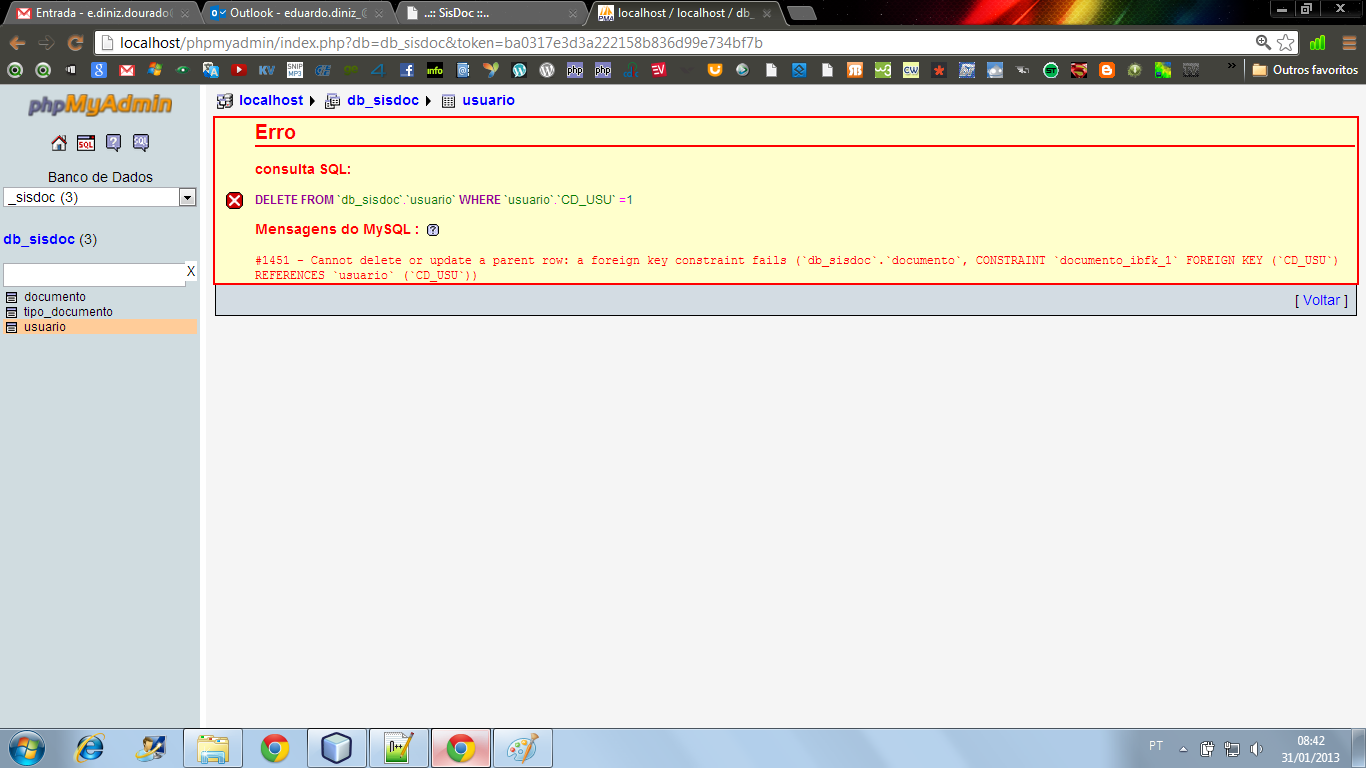 Entrada - e.diniz.dourado@
Outlook - eduardo.diniz_@
..:: SisDoc ::..
localhost / localhost / db_
localhost/phpmyadmin/index.php?db=db_sisdoc&token=ba0317e3d3a222158b836d99e734bf7b
Outros favoritos
phpMyAdmin
localhost
db_sisdoc
usuario
Banco de Dados
_sisdoc (3)
db_sisdoc (3)
X
documento
tipo_documento
usuario
Erro
consulta SQL:
DELETE FROM `db_sisdoc`.`usuario` WHERE `usuario`.`CD_USU` =1
Mensagens do MySQL :
#1451 - Cannot delete or update a parent row: a foreign key constraint fails (`db_sisdoc`.`documento`, CONSTRAINT `documento_ibfk_1` FOREIGN KEY (`CD_USU`)
REFERENCES `usuario` (`CD_USU`))
[ Voltar ]
PT
08:42
31/01/2013